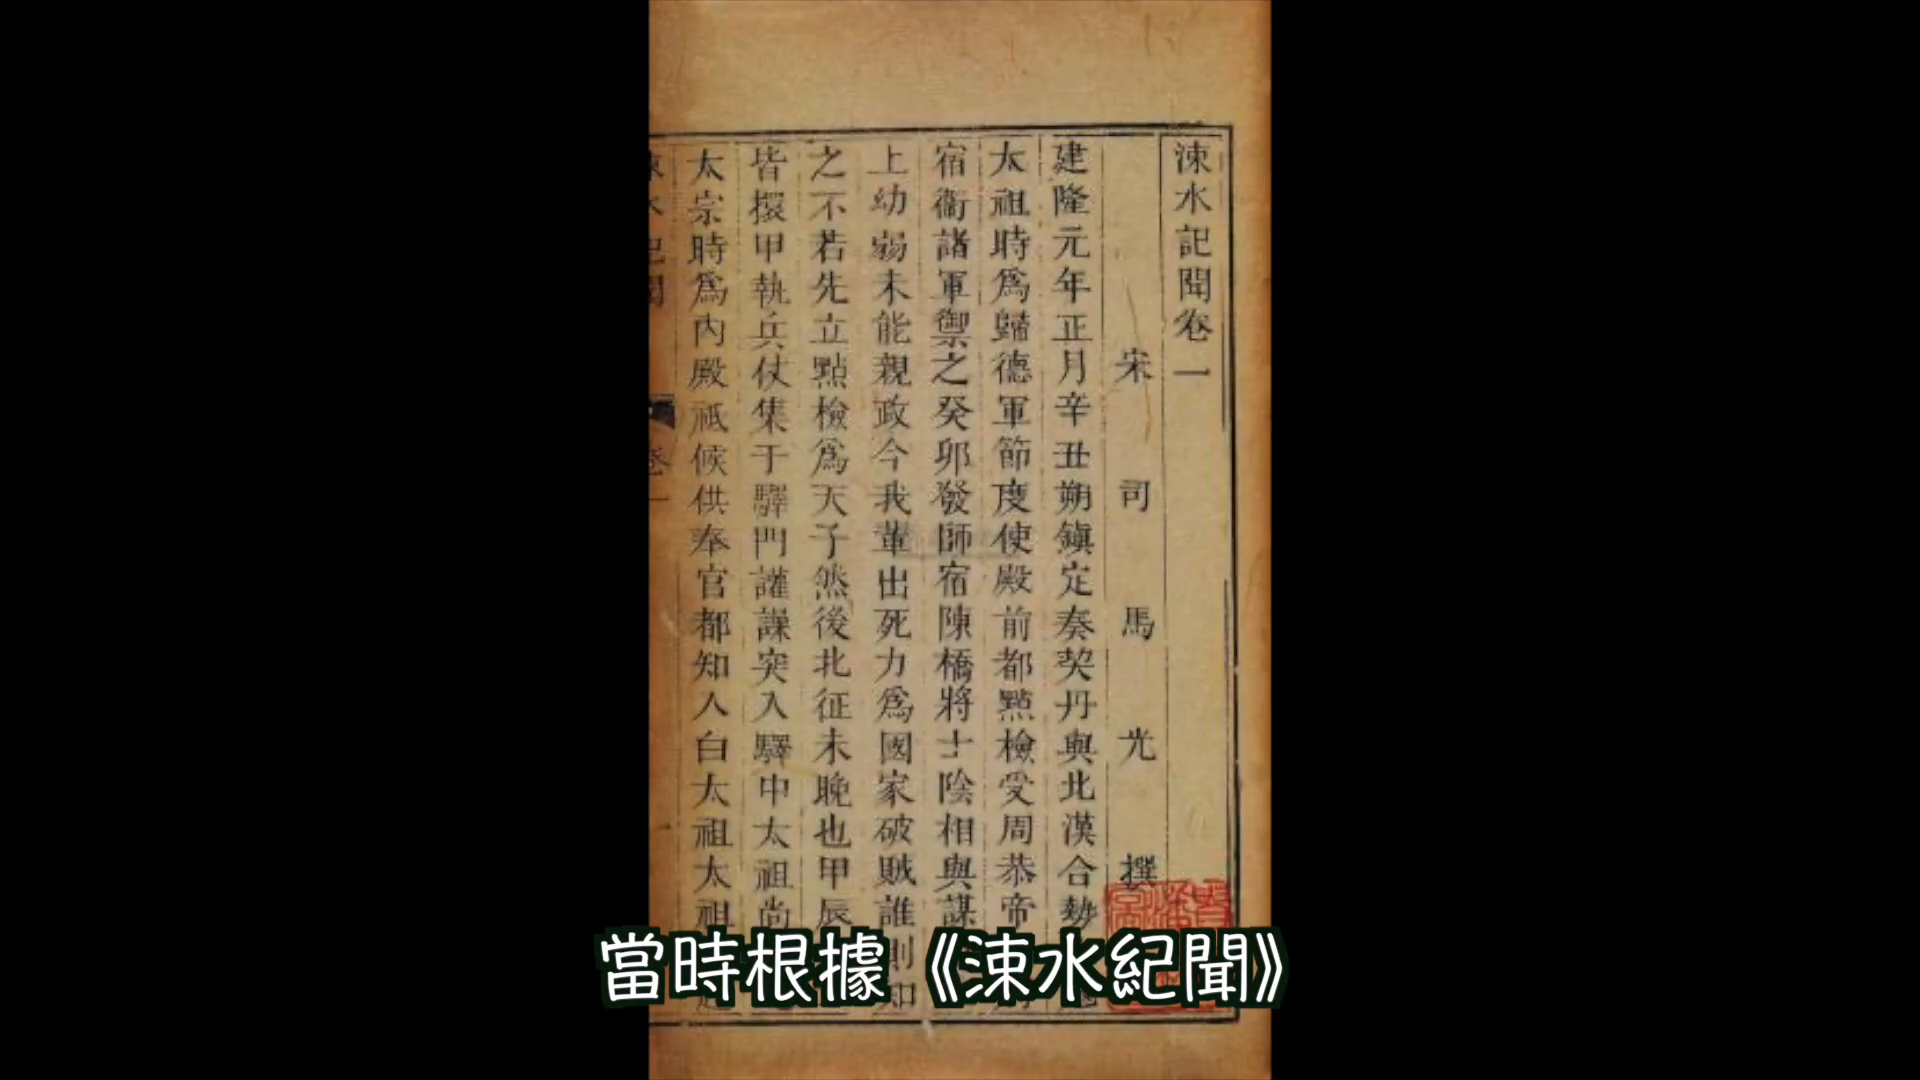 涑水記聞卷一
宋司馬光撰
建隆元年正月辛丑朔鎮定奏契丹與北漢合勢
太祖時爲歸德軍節度使殿前都點檢受周恭帝
宿衞諸軍禦之癸卯發師宿陳橋將士陰相與謀
上幼弱未能親政今我輩出死力爲國家破賊誰則知
之不若先立點檢爲天子然後北征未晚也甲辰
皆擐甲執兵仗集于驛門讙譟突入驛中太祖尚
太宗時爲內殿祇候供奉官都知入白太祖太祖
當時根據《涑水紀聞》